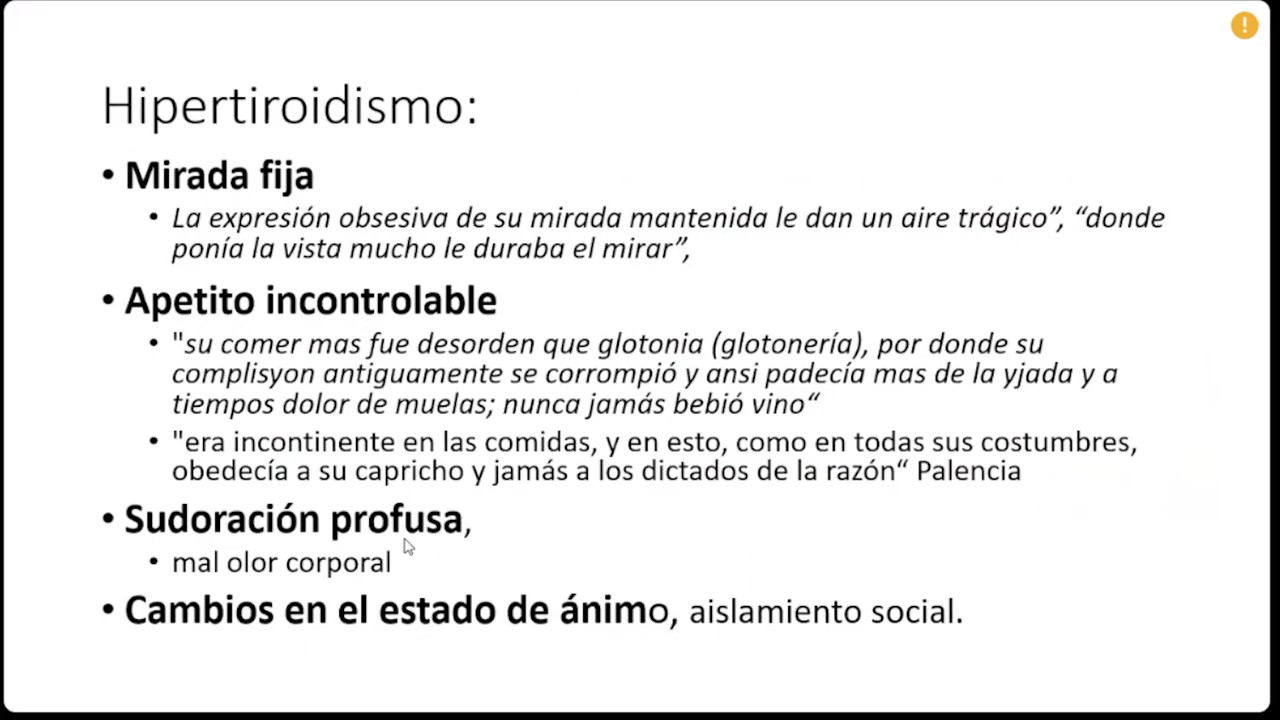 Hipertiroidismo:
• Mirada fija
• La expresión obsesiva de su mirada mantenida le dan un aire trágico”, “donde
ponía la vista mucho le duraba el mirar”,
• Apetito incontrolable
• "su comer mas fue desorden que glotonia (glotonería), por donde su
complisyon antiguamente se corrompió y ansi padecía mas de la yjada y a
tiempos dolor de muelas; nunca jamás bebió vino“
• "era incontinente en las comidas, y en esto, como en todas sus costumbres,
obedecía a su capricho y jamás a los dictados de la razón“ Palencia
• Sudoración profusa,
• mal olor corporal
• Cambios en el estado de ánimo, aislamiento social.